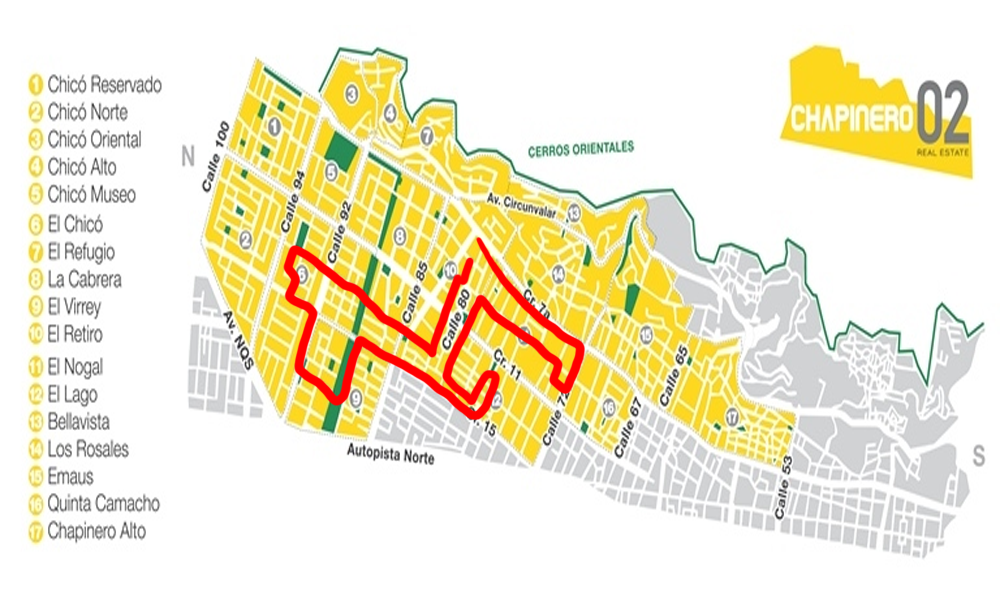 1 Chicó Reservado
2 Chicó Norte
3 Chicó Oriental
4 Chicó Alto
5 Chicó Museo
6 El Chicó
7 El Refugio
8 La Cabrera
9 El Virrey
10 El Retiro
11 El Nogal
12 El Lago
13 Bellavista
14 Los Rosales
15 Emaus
16 Quinta Camacho
17 Chapinero Alto
CHAPINERO 02
REAL ESTATE
CERROS ORIENTALES
N
S
Calle 100
Calle 94
Calle 92
Calle 85
Calle 80
Calle 72
Calle 67
Calle 65
Calle 53
Av. Circunvalar
Av. NQS
Cr. 7a
Cr. 11
15
Autopista Norte
1
2
3
4
5
6
7
8
9
10
13
14
15
16
17